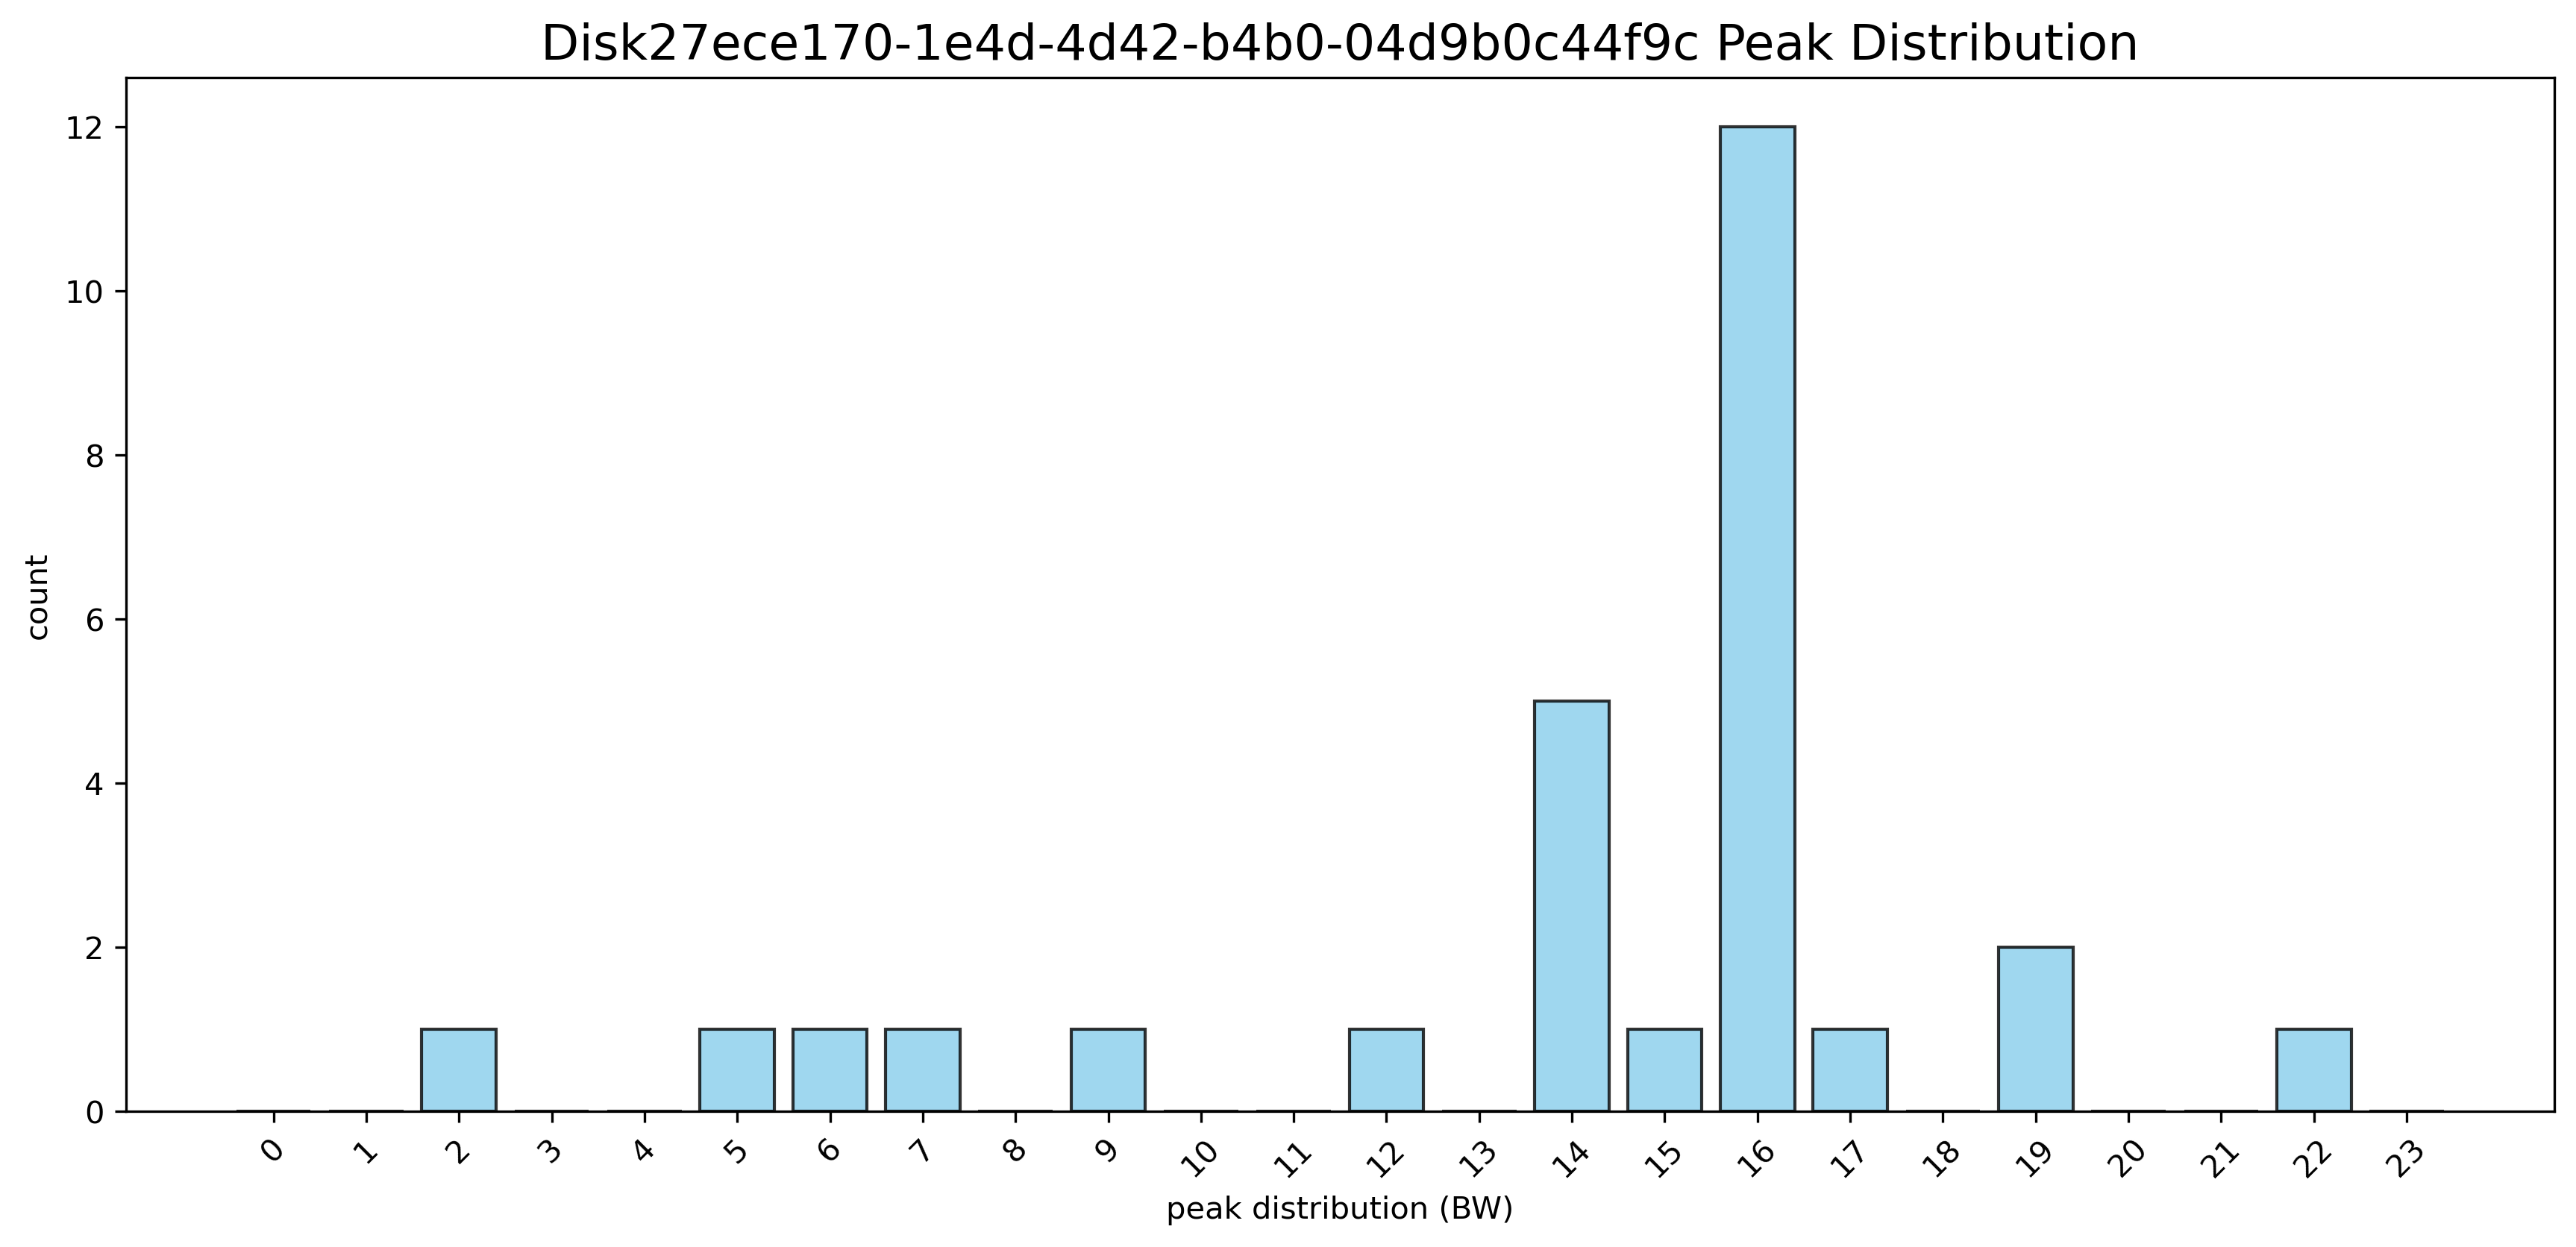 Disk27ece170-1e4d-4d42-b4b0-04d9b0c44f9c Peak Distribution
count
12
10
8
6
4
2
0
0 1 2 3 4 5 6 7 8 9 10 11 12 13 14 15 16 17 18 19 20 21 22 23
peak distribution (BW)